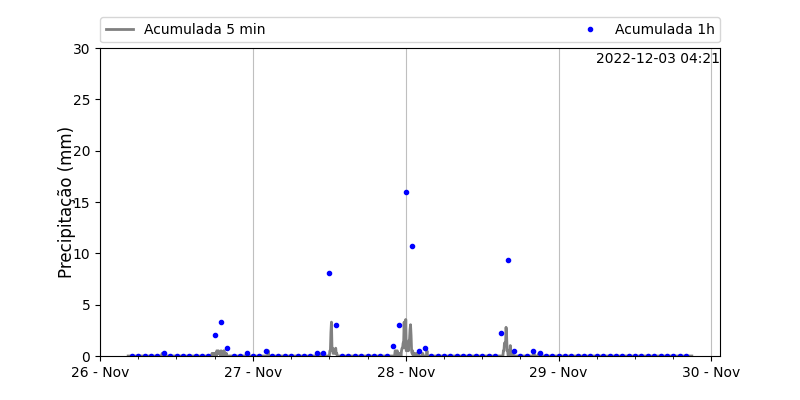 Acumulada 5 min
Acumulada 1h
2022-12-03 04:21
Precipitação (mm)
30
25
20
15
10
5
0
26 - Nov
27 - Nov
28 - Nov
29 - Nov
30 - Nov